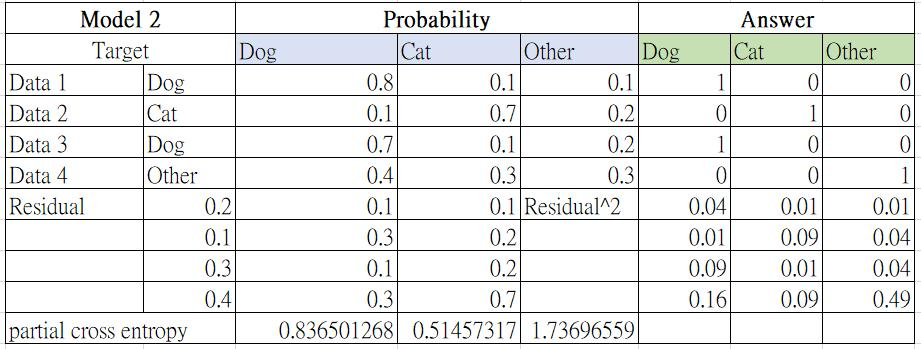 Model 2 Probability Answer
Target Dog Cat Other Dog Cat Other
Data 1 Dog 0.8 0.1 0.1 1 0 0
Data 2 Cat 0.1 0.7 0.2 0 1 0
Data 3 Dog 0.7 0.1 0.2 1 0 0
Data 4 Other 0.4 0.3 0.3 0 0 1
Residual 0.2 0.1 0.1 Residual^2 0.04 0.01 0.01
0.1 0.3 0.2 0.01 0.09 0.04
0.3 0.1 0.2 0.09 0.01 0.04
0.4 0.3 0.7 0.16 0.09 0.49
partial cross entropy 0.836501268 0.51457317 1.73696559